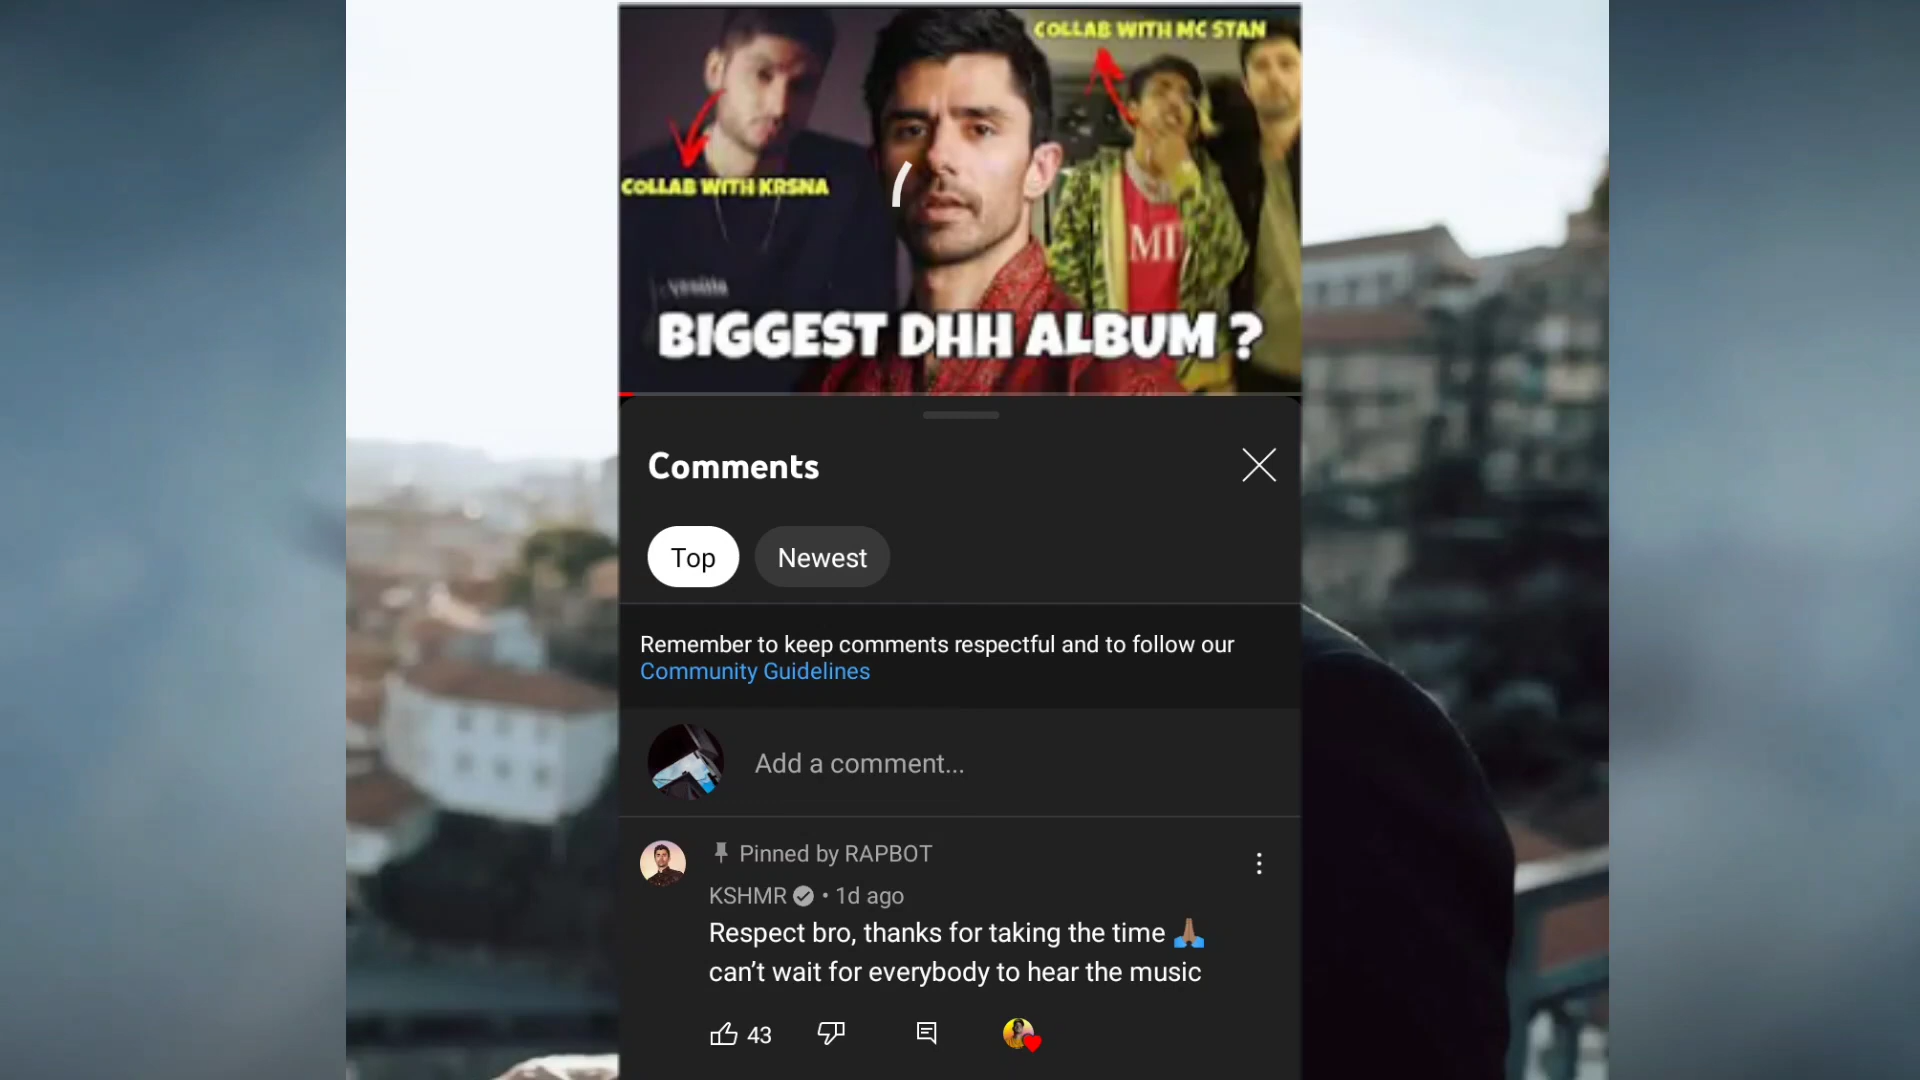 COLLAB WITH MC STAN
COLLAB WITH KRSNA
BIGGEST DHH ALBUM ?
Comments
Top
Newest
Remember to keep comments respectful and to follow our
Community Guidelines
Add a comment...
Pinned by RAPBOT
KSHMR • 1d ago
Respect bro, thanks for taking the time 🙏🏽
can’t wait for everybody to hear the music
43